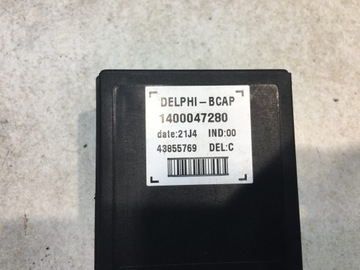 DELPHI-BCAP
1400047280
date:21J4 IND:00
43855769 DEL:C